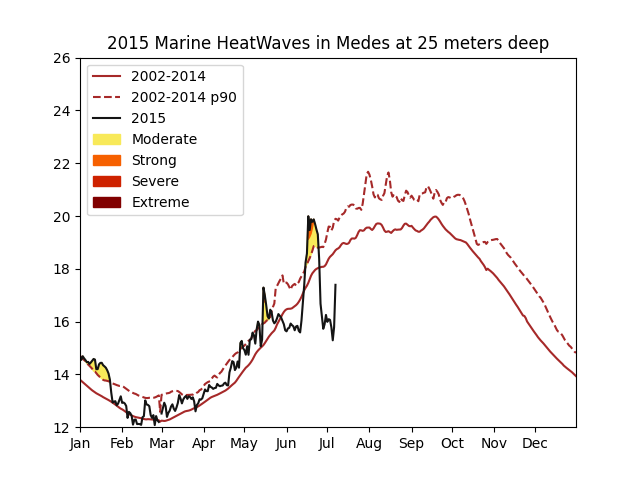 2015 Marine HeatWaves in Medes at 25 meters deep
26
24
22
20
18
16
14
12
2002-2014
2002-2014 p90
2015
Moderate
Strong
Severe
Extreme
Jan Feb Mar Apr May Jun Jul Aug Sep Oct Nov Dec